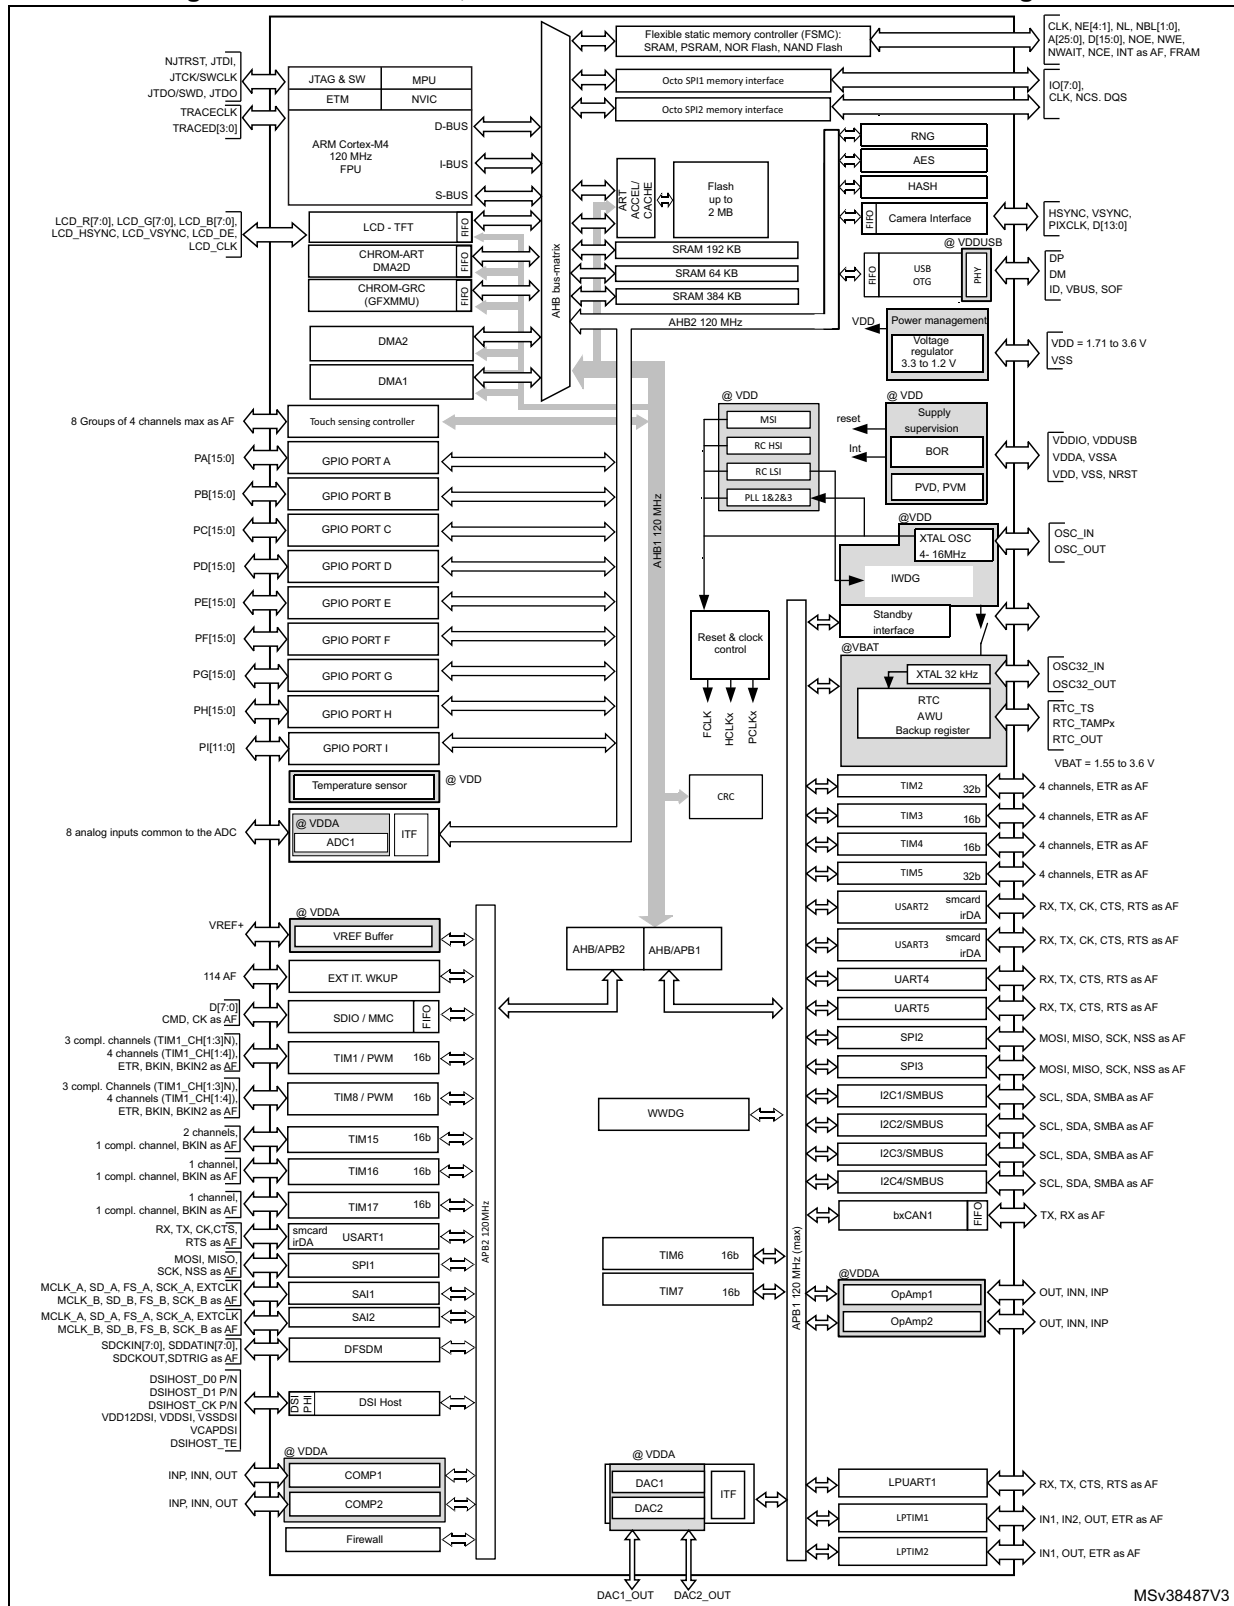 Flexible static memory controller (FSMC):
SRAM, PSRAM, NOR Flash, NAND Flash
CLK, NE[4:1], NL, NBL[1:0],
A[25:0], D[15:0], NOE, NWE,
NWAIT, NCE, INT as AF, FRAM
NJTRST, JTDI,
JTCK/SWCLK
JTDO/SWD, JTDO
TRACECLK
TRACED[3:0]
JTAG & SW
MPU
ETM
NVIC
ARM Cortex-M4
120 MHz
FPU
D-BUS
I-BUS
S-BUS
Octo SPI1 memory interface
Octo SPI2 memory interface
IO[7:0],
CLK, NCS. DQS
RNG
AES
HASH
FIFO
Camera Interface
HSYNC, VSYNC,
PIXCLK, D[13:0]
@ VDDUSB
FIFO
USB
OTG
PHY
DP
DM
ID, VBUS, SOF
ART
ACCEL/
CACHE
Flash
up to
2 MB
SRAM 192 KB
SRAM 64 KB
SRAM 384 KB
AHB bus-matrix
AHB2 120 MHz
LCD_R[7:0], LCD_G[7:0], LCD_B[7:0],
LCD_HSYNC, LCD_VSYNC, LCD_DE,
LCD_CLK
LCD - TFT
FIFO
CHROM-ART
DMA2D
FIFO
CHROM-GRC
(GFXMMU)
FIFO
DMA2
DMA1
VDD
Power management
Voltage
regulator
3.3 to 1.2 V
VDD = 1.71 to 3.6 V
VSS
@ VDD
MSI
RC HSI
RC LSI
PLL 1&2&3
@ VDD
reset
Int
Supply
supervision
BOR
PVD, PVM
VDDIO, VDDUSB
VDDA, VSSA
VDD, VSS, NRST
8 Groups of 4 channels max as AF
Touch sensing controller
PA[15:0]
GPIO PORT A
PB[15:0]
GPIO PORT B
PC[15:0]
GPIO PORT C
PD[15:0]
GPIO PORT D
PE[15:0]
GPIO PORT E
PF[15:0]
GPIO PORT F
PG[15:0]
GPIO PORT G
PH[15:0]
GPIO PORT H
PI[11:0]
GPIO PORT I
AHB1 120 MHz
@VDD
XTAL OSC
4- 16MHz
IWDG
OSC_IN
OSC_OUT
Standby
interface
Reset & clock
control
FCLK
HCLKx
PCLKx
@VBAT
XTAL 32 kHz
RTC
AWU
Backup register
OSC32_IN
OSC32_OUT
RTC_TS
RTC_TAMPx
RTC_OUT
VBAT = 1.55 to 3.6 V
Temperature sensor
@ VDD
8 analog inputs common to the ADC
@ VDDA
ADC1
ITF
CRC
TIM2
32b
4 channels, ETR as AF
TIM3
16b
4 channels, ETR as AF
TIM4
16b
4 channels, ETR as AF
TIM5
32b
4 channels, ETR as AF
USART2
smcard
irDA
RX, TX, CK, CTS, RTS as AF
USART3
smcard
irDA
RX, TX, CK, CTS, RTS as AF
UART4
RX, TX, CTS, RTS as AF
UART5
RX, TX, CTS, RTS as AF
SPI2
MOSI, MISO, SCK, NSS as AF
SPI3
MOSI, MISO, SCK, NSS as AF
I2C1/SMBUS
SCL, SDA, SMBA as AF
I2C2/SMBUS
SCL, SDA, SMBA as AF
I2C3/SMBUS
SCL, SDA, SMBA as AF
I2C4/SMBUS
SCL, SDA, SMBA as AF
bxCAN1
FIFO
TX, RX as AF
@VDDA
OpAmp1
OUT, INN, INP
OpAmp2
OUT, INN, INP
LPUART1
RX, TX, CTS, RTS as AF
LPTIM1
IN1, IN2, OUT, ETR as AF
LPTIM2
IN1, OUT, ETR as AF
APB1 120 MHz (max)
AHB/APB2
AHB/APB1
WWDG
TIM6
16b
TIM7
16b
@ VDDA
DAC1
DAC2
ITF
DAC1_OUT
DAC2_OUT
APB2 120MHz
VREF+
@ VDDA
VREF Buffer
114 AF
EXT IT. WKUP
D[7:0]
CMD, CK as AF
SDIO / MMC
FIFO
3 compl. channels (TIM1_CH[1:3]N),
4 channels (TIM1_CH[1:4]),
ETR, BKIN, BKIN2 as AF
TIM1 / PWM
16b
3 compl. Channels (TIM1_CH[1:3]N),
4 channels (TIM1_CH[1:4]),
ETR, BKIN, BKIN2 as AF
TIM8 / PWM
16b
2 channels,
1 compl. channel, BKIN as AF
TIM15
16b
1 channel,
1 compl. channel, BKIN as AF
TIM16
16b
1 channel,
1 compl. channel, BKIN as AF
TIM17
16b
RX, TX, CK,CTS,
RTS as AF
smcard
irDA
USART1
MOSI, MISO,
SCK, NSS as AF
SPI1
MCLK_A, SD_A, FS_A, SCK_A, EXTCLK
MCLK_B, SD_B, FS_B, SCK_B as AF
SAI1
MCLK_A, SD_A, FS_A, SCK_A, EXTCLK
MCLK_B, SD_B, FS_B, SCK_B as AF
SAI2
SDCKIN[7:0], SDDATIN[7:0],
SDCKOUT,SDTRIG as AF
DFSDM
DSIHOST_D0 P/N
DSIHOST_D1 P/N
DSIHOST_CK P/N
VDD12DSI, VDDSI, VSSDSI
VCAPDSI
DSIHOST_TE
DSI
PHI
DSI Host
@ VDDA
INP, INN, OUT
COMP1
INP, INN, OUT
COMP2
Firewall
MSv38487V3